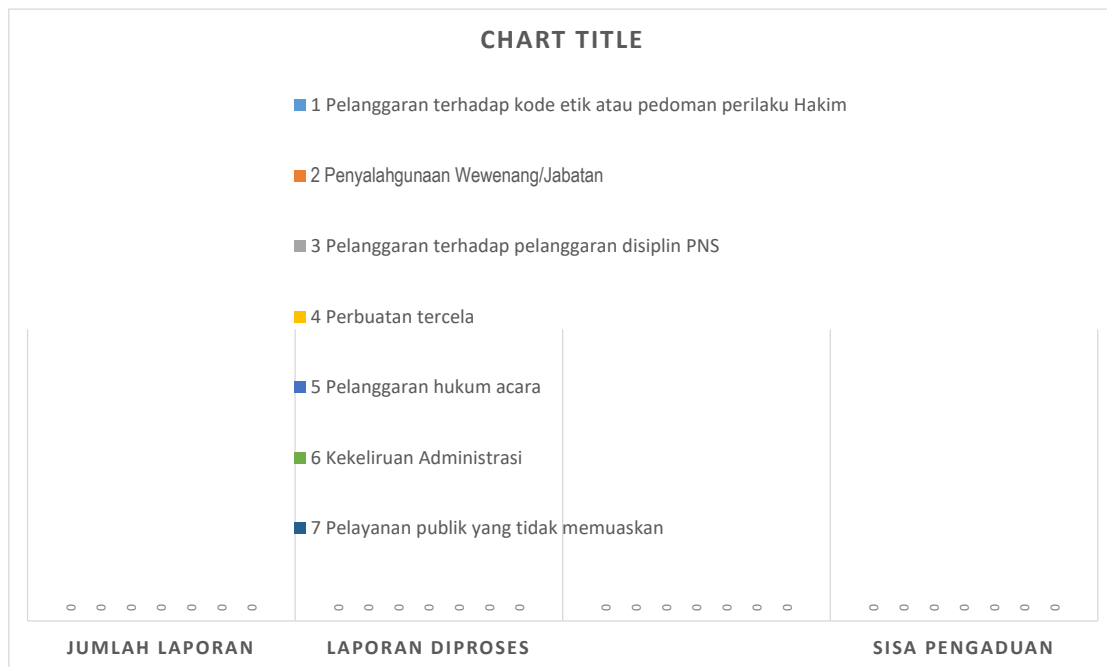 CHART TITLE
1 Pelanggaran terhadap kode etik atau pedoman perilaku Hakim
2 Penyalahgunaan Wewenang/Jabatan
3 Pelanggaran terhadap pelanggaran disiplin PNS
4 Perbuatan tercela
5 Pelanggaran hukum acara
6 Kekeliruan Administrasi
7 Pelayanan publik yang tidak memuaskan
0 0 0 0 0 0 0 0 0 0 0 0 0 0 0 0 0 0 0 0 0 0 0 0 0 0 0 0
JUMLAH LAPORAN LAPORAN DIPROSES SISA PENGADUAN